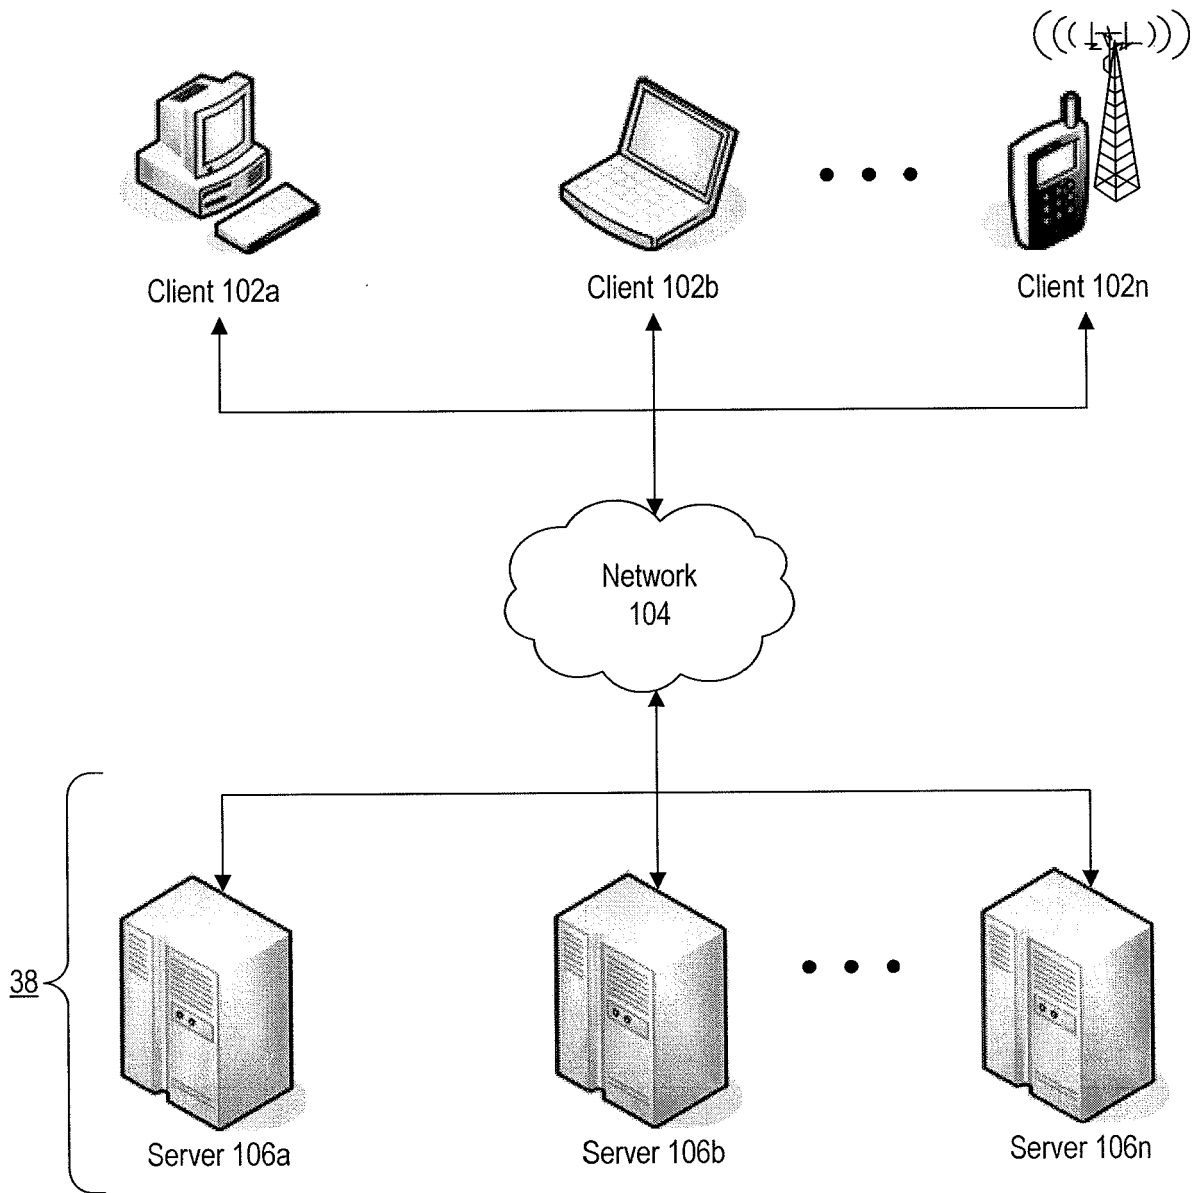 Client 102a
Client 102b
Client 102n
Network
104
38
Server 106a
Server 106b
Server 106n